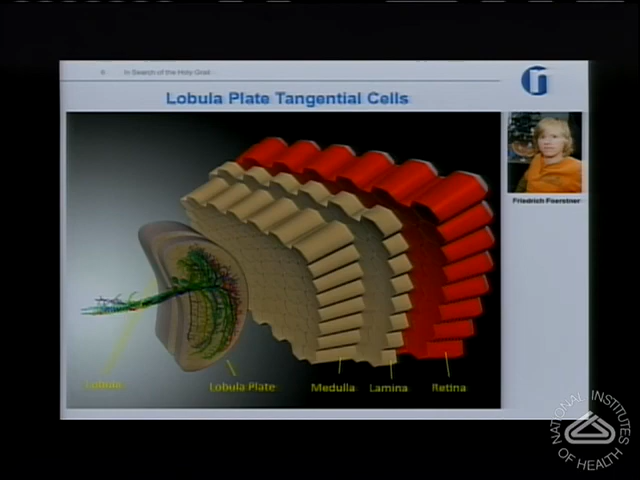 6 In Search of the Holy Grail
Lobula Plate Tangential Cells
Friedrich Foerstner
Lobula
Lobula Plate
Medulla
Lamina
Retina
NATIONAL INSTITUTES OF HEALTH